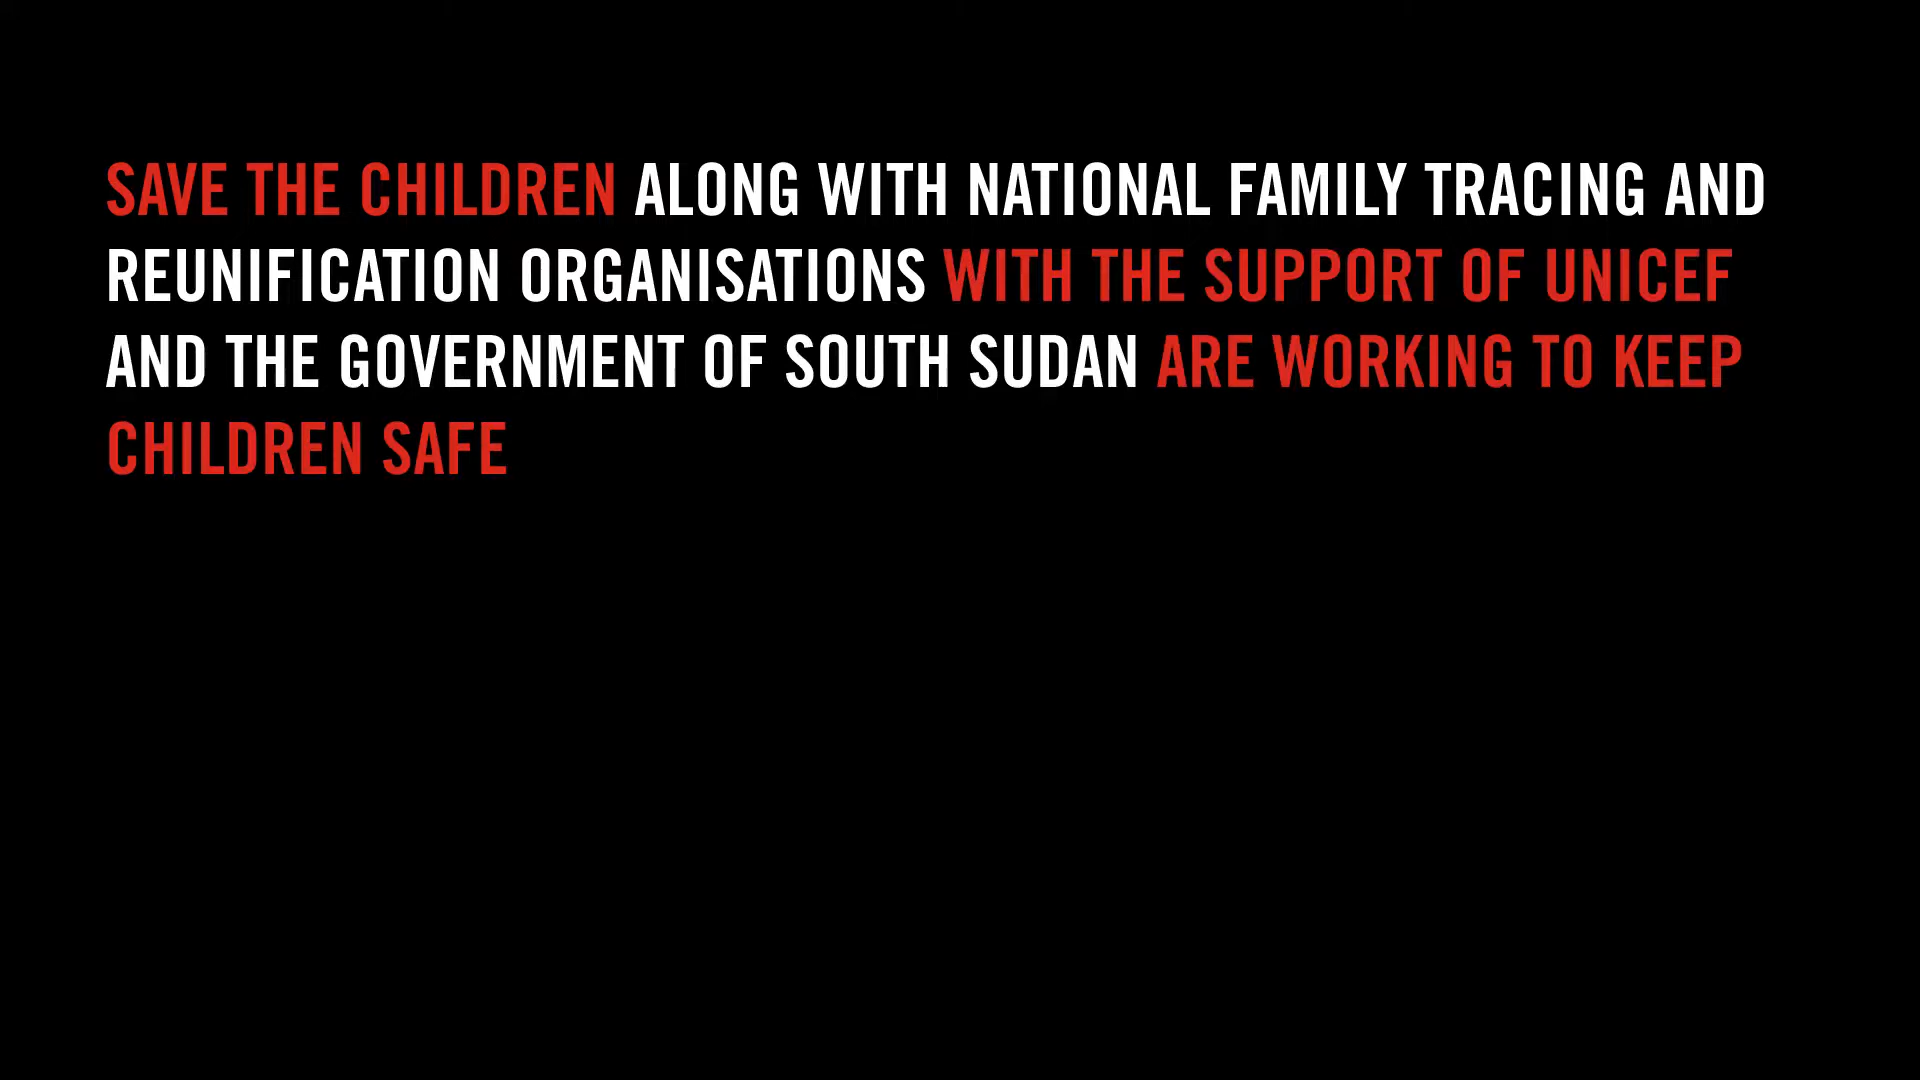 SAVE THE CHILDREN ALONG WITH NATIONAL FAMILY TRACING AND
REUNIFICATION ORGANISATIONS WITH THE SUPPORT OF UNICEF
AND THE GOVERNMENT OF SOUTH SUDAN ARE WORKING TO KEEP
CHILDREN SAFE